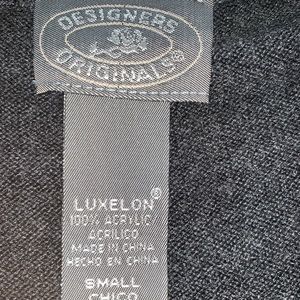 DESIGNERS
ORIGINALS®
LUXELON®
100% ACRYLIC/
ACRILICO
MADE IN CHINA
HECHO EN CHINA
SMALL
CHICO